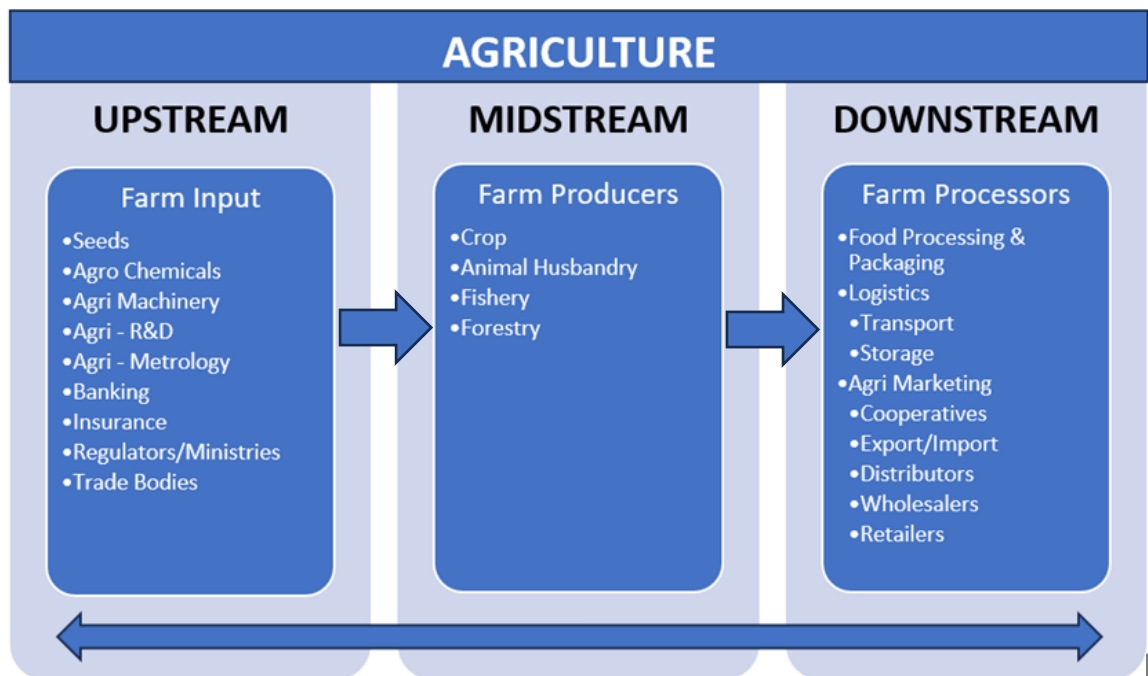 AGRICULTURE
UPSTREAM
Farm Input
•Seeds
•Agro Chemicals
•Agri Machinery
•Agri - R&D
•Agri - Metrology
•Banking
•Insurance
•Regulators/Ministries
•Trade Bodies
MIDSTREAM
Farm Producers
•Crop
•Animal Husbandry
•Fishery
•Forestry
DOWNSTREAM
Farm Processors
•Food Processing &
Packaging
•Logistics
•Transport
•Storage
•Agri Marketing
•Cooperatives
•Export/Import
•Distributors
•Wholesalers
•Retailers